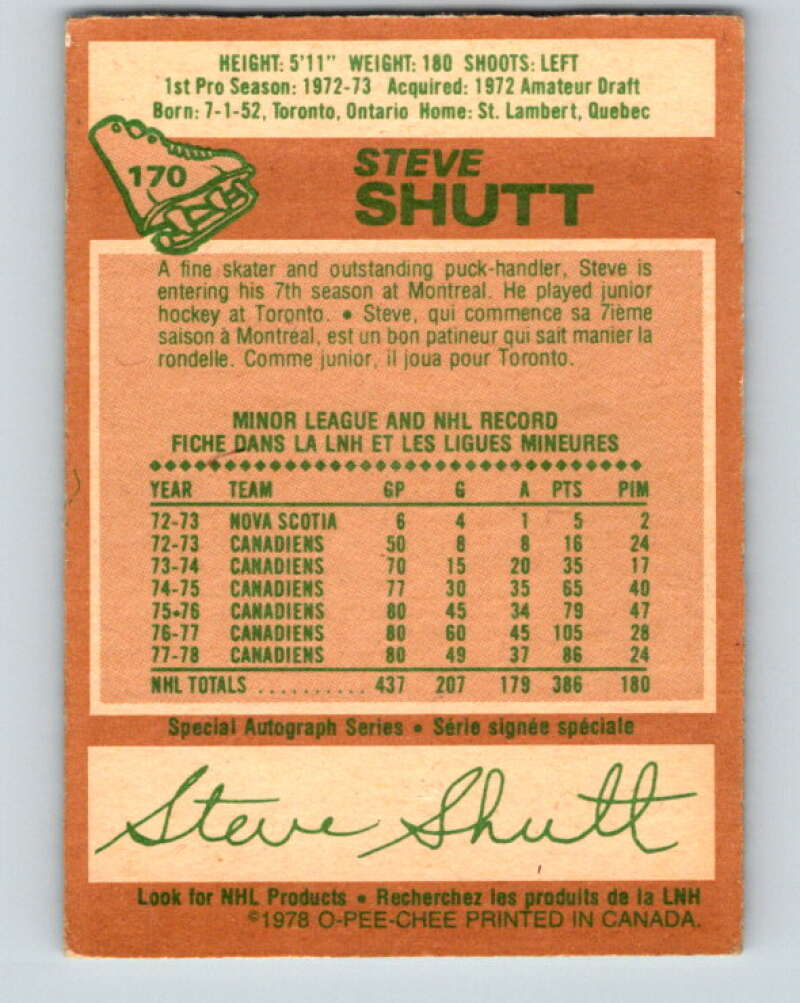 HEIGHT: 5'11" WEIGHT: 180 SHOOTS: LEFT
1st Pro Season: 1972-73 Acquired: 1972 Amateur Draft
Born: 7-1-52, Toronto, Ontario Home: St. Lambert, Quebec
170
STEVE
SHUTT
A fine skater and outstanding puck-handler, Steve is
entering his 7th season at Montreal. He played junior
hockey at Toronto. • Steve, qui commence sa 7ième
saison à Montréal, est un bon patineur qui sait manier la
rondelle. Comme junior, il joua pour Toronto.
MINOR LEAGUE AND NHL RECORD
FICHE DANS LA LNH ET LES LIGUES MINEURES
YEAR TEAM GP G A PTS PIM
72-73 NOVA SCOTIA 6 4 1 5 2
72-73 CANADIENS 50 8 8 16 24
73-74 CANADIENS 70 15 20 35 17
74-75 CANADIENS 77 30 35 65 40
75-76 CANADIENS 80 45 34 79 47
76-77 CANADIENS 80 60 45 105 28
77-78 CANADIENS 80 49 37 86 24
NHL TOTALS .......... 437 207 179 386 180
Special Autograph Series • Série signée spéciale
Steve Shutt
Look for NHL Products • Recherchez les produits de la LNH
©1978 O-PEE-CHEE PRINTED IN CANADA.